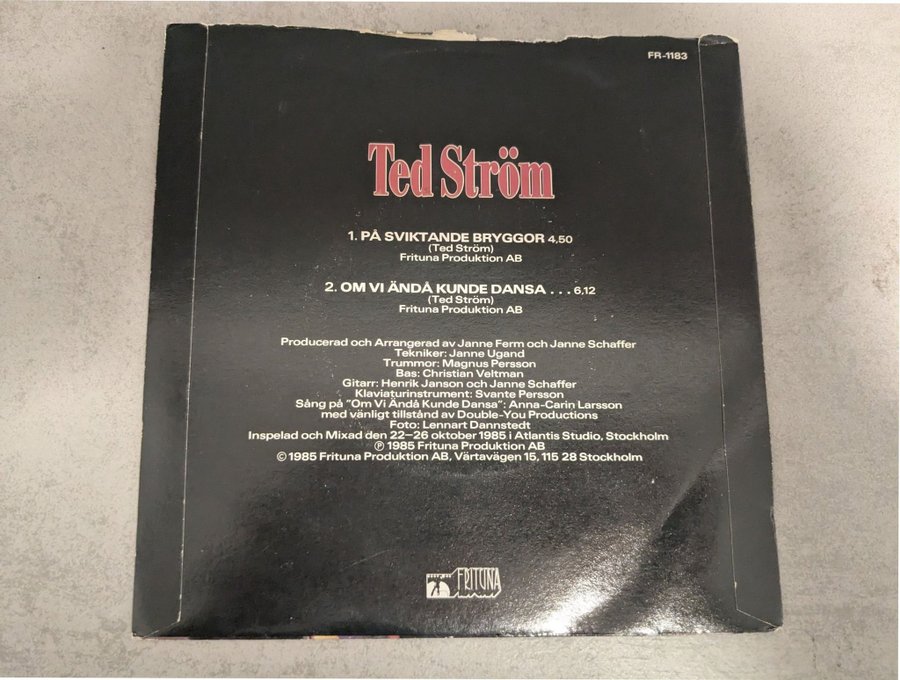 FR-1183
Ted Ström
1. PÅ SVIKTANDE BRYGGOR 4,50
(Ted Ström)
Frituna Produktion AB
2. OM VI ÄNDÅ KUNDE DANSA . . . 6,12
(Ted Ström)
Frituna Produktion AB
Producerad och Arrangerad av Janne Ferm och Janne Schaffer
Tekniker: Janne Ugand
Trummor: Magnus Persson
Bas: Christian Veltman
Gitarr: Henrik Janson och Janne Schaffer
Klaviaturinstrument: Svante Persson
Sång på "Om Vi Ändå Kunde Dansa": Anna-Carin Larsson
med vänligt tillstånd av Double-You Productions
Foto: Lennart Dannstedt
Inspelad och Mixad den 22–26 oktober 1985 i Atlantis Studio, Stockholm
℗ 1985 Frituna Produktion AB
© 1985 Frituna Produktion AB, Värtavägen 15, 115 28 Stockholm
FRITUNA